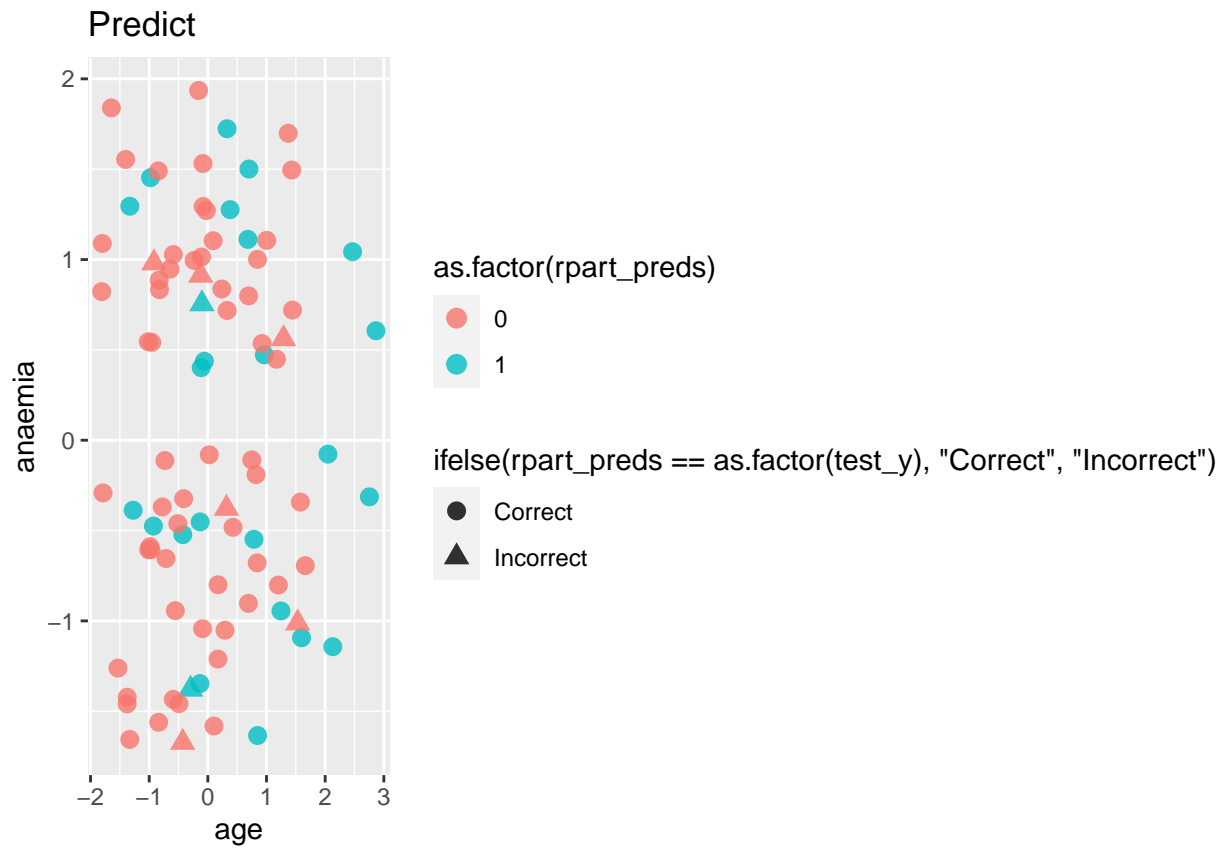 Predict
2
1
0
−1
anaemia
−2 −1 0 1 2 3
age
as.factor(rpart_preds)
0
1
ifelse(rpart_preds == as.factor(test_y), "Correct", "Incorrect")
Correct
Incorrect